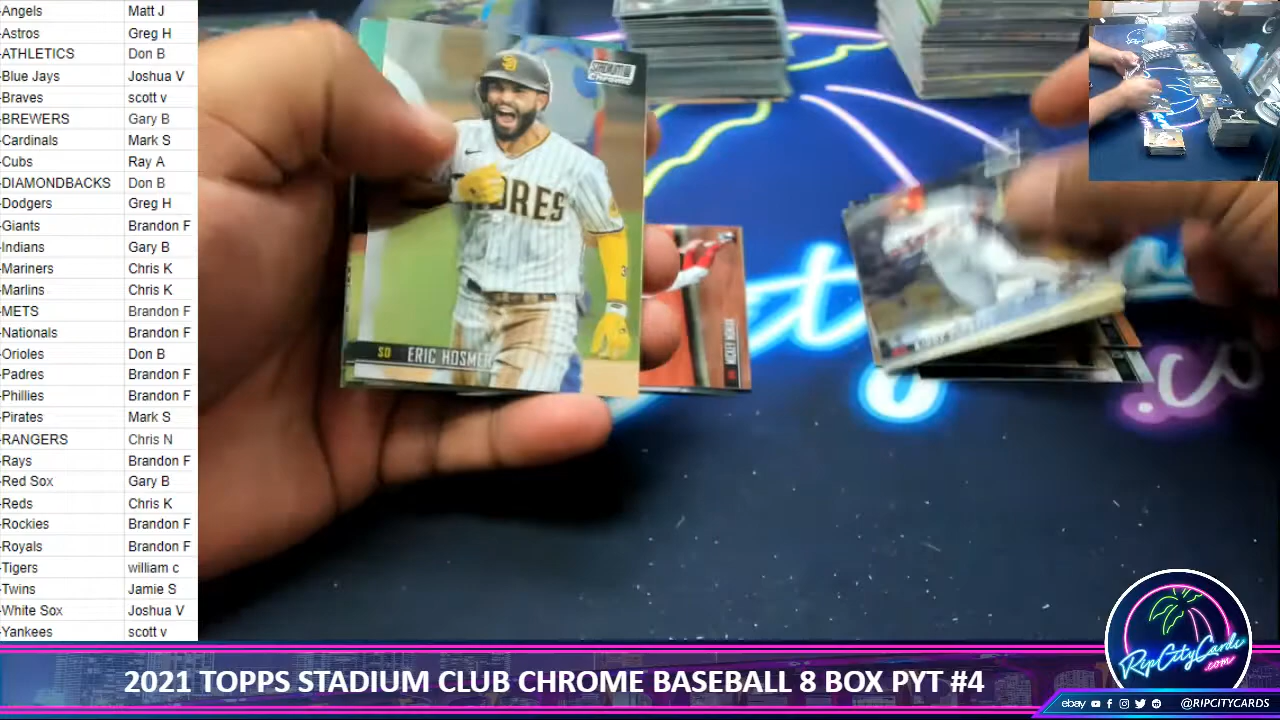 -Angels Matt J
-Astros Greg H
-ATHLETICS Don B
-Blue Jays Joshua V
-Braves scott v
-BREWERS Gary B
-Cardinals Mark S
-Cubs Ray A
-DIAMONDBACKS Don B
-Dodgers Greg H
-Giants Brandon F
-Indians Gary B
-Mariners Chris K
-Marlins Chris K
-METS Brandon F
-Nationals Brandon F
-Orioles Don B
-Padres Brandon F
-Phillies Brandon F
-Pirates Mark S
-RANGERS Chris N
-Rays Brandon F
-Red Sox Gary B
-Reds Chris K
-Rockies Brandon F
-Royals Brandon F
-Tigers william c
-Twins Jamie S
-White Sox Joshua V
-Yankees scott v
SD ERIC HOSMER
.co
RipCityCards
.com
2021 TOPPS STADIUM CLUB CHROME BASEBALL 8 BOX PYT #4
ebay @RIPCITYCARDS